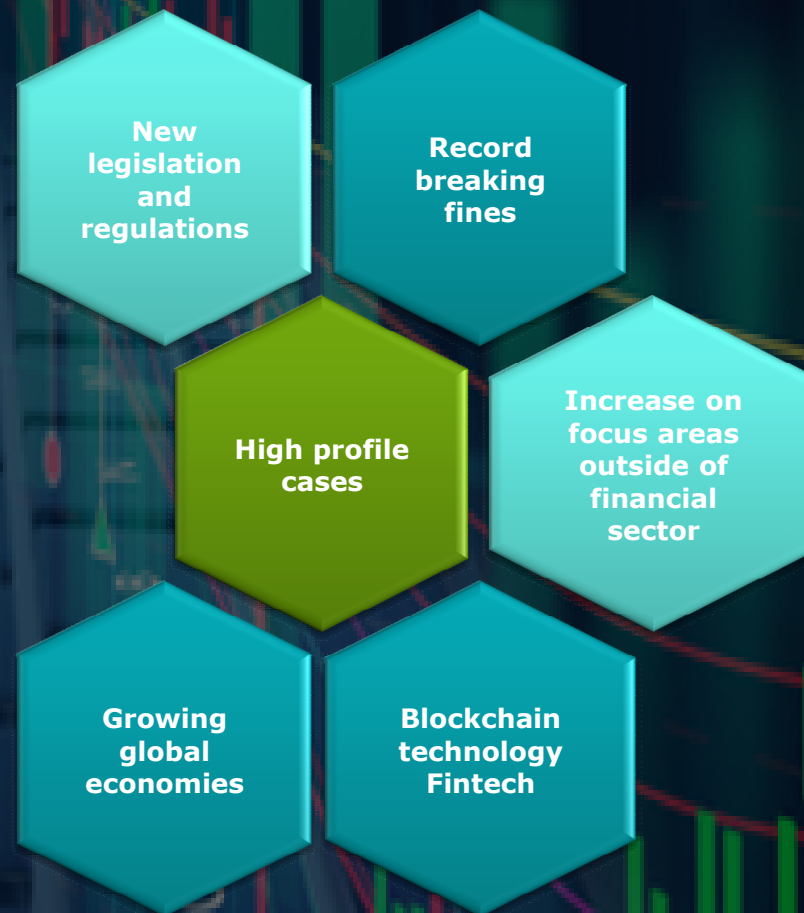 New
legislation
and
regulations
Record
breaking
fines
High profile
cases
Increase on
focus areas
outside of
financial
sector
Growing
global
economies
Blockchain
technology
Fintech